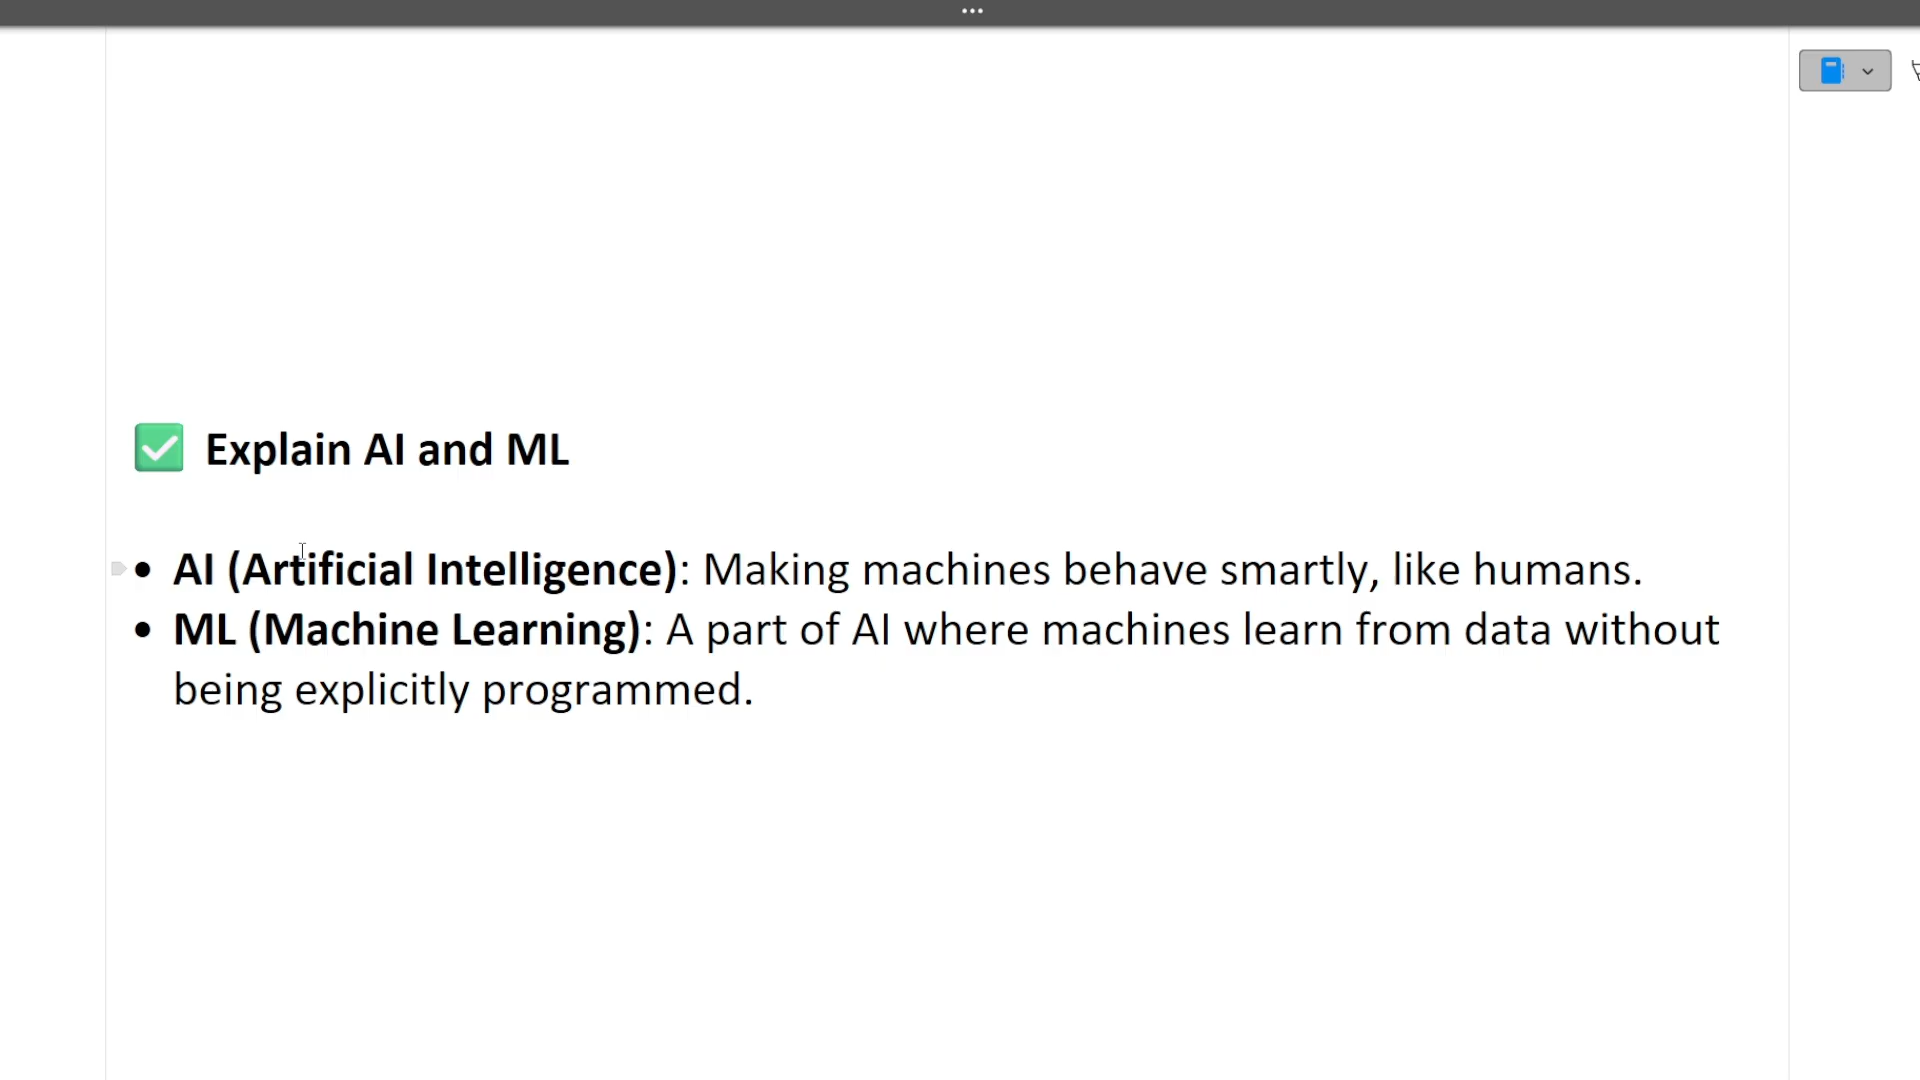 ✅ Explain AI and ML
• AI (Artificial Intelligence): Making machines behave smartly, like humans.
• ML (Machine Learning): A part of AI where machines learn from data without
being explicitly programmed.